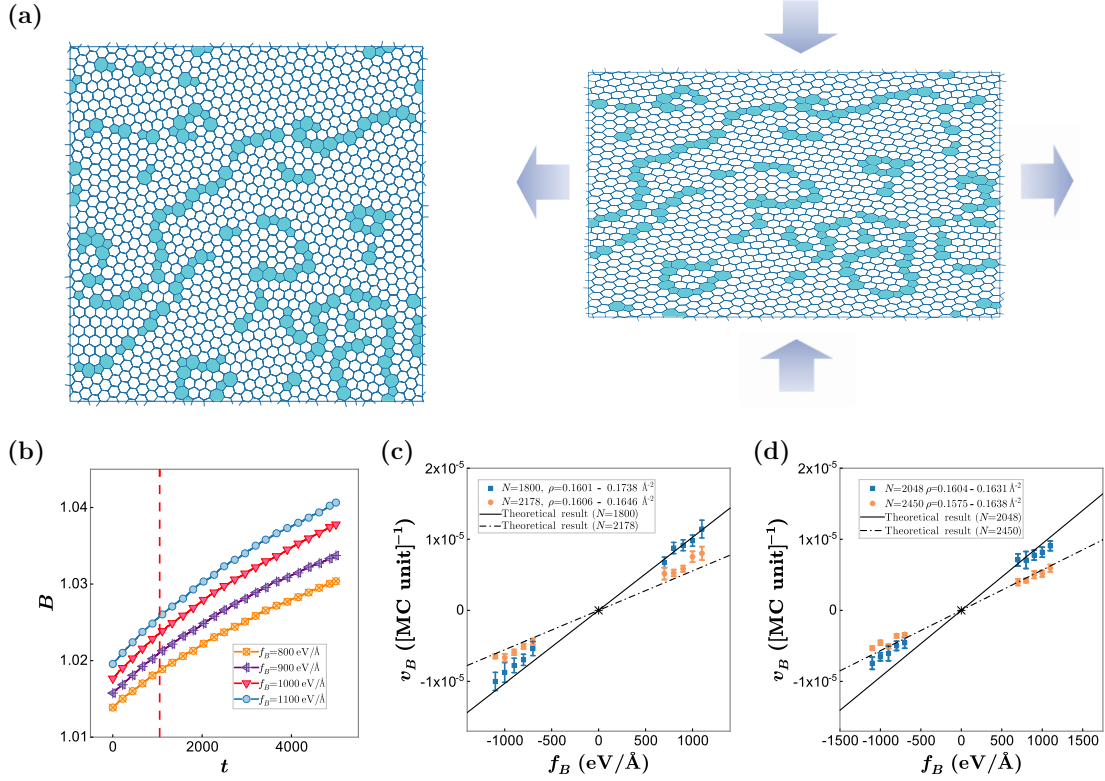 (a)
(b)
1.04
1.03
1.02
1.01
B
f_B=800 eV/Å
f_B=900 eV/Å
f_B=1000 eV/Å
f_B=1100 eV/Å
0
2000
4000
t
(c)
2x10⁻⁵
1x10⁻⁵
0
-1x10⁻⁵
v_B ([MC unit]⁻¹)
N=1800, ρ=0.1601 - 0.1738 Å⁻²
N=2178, ρ=0.1606 - 0.1646 Å⁻²
Theoretical result (N=1800)
Theoretical result (N=2178)
-1000
-500
0
500
1000
f_B (eV/Å)
(d)
2x10⁻⁵
1x10⁻⁵
0
-1x10⁻⁵
v_B ([MC unit]⁻¹)
N=2048 ρ=0.1604 - 0.1631 Å⁻²
N=2450 ρ=0.1575 - 0.1638 Å⁻²
Theoretical result (N=2048)
Theoretical result (N=2450)
-1500
-1000
-500
0
500
1000
1500
f_B (eV/Å)